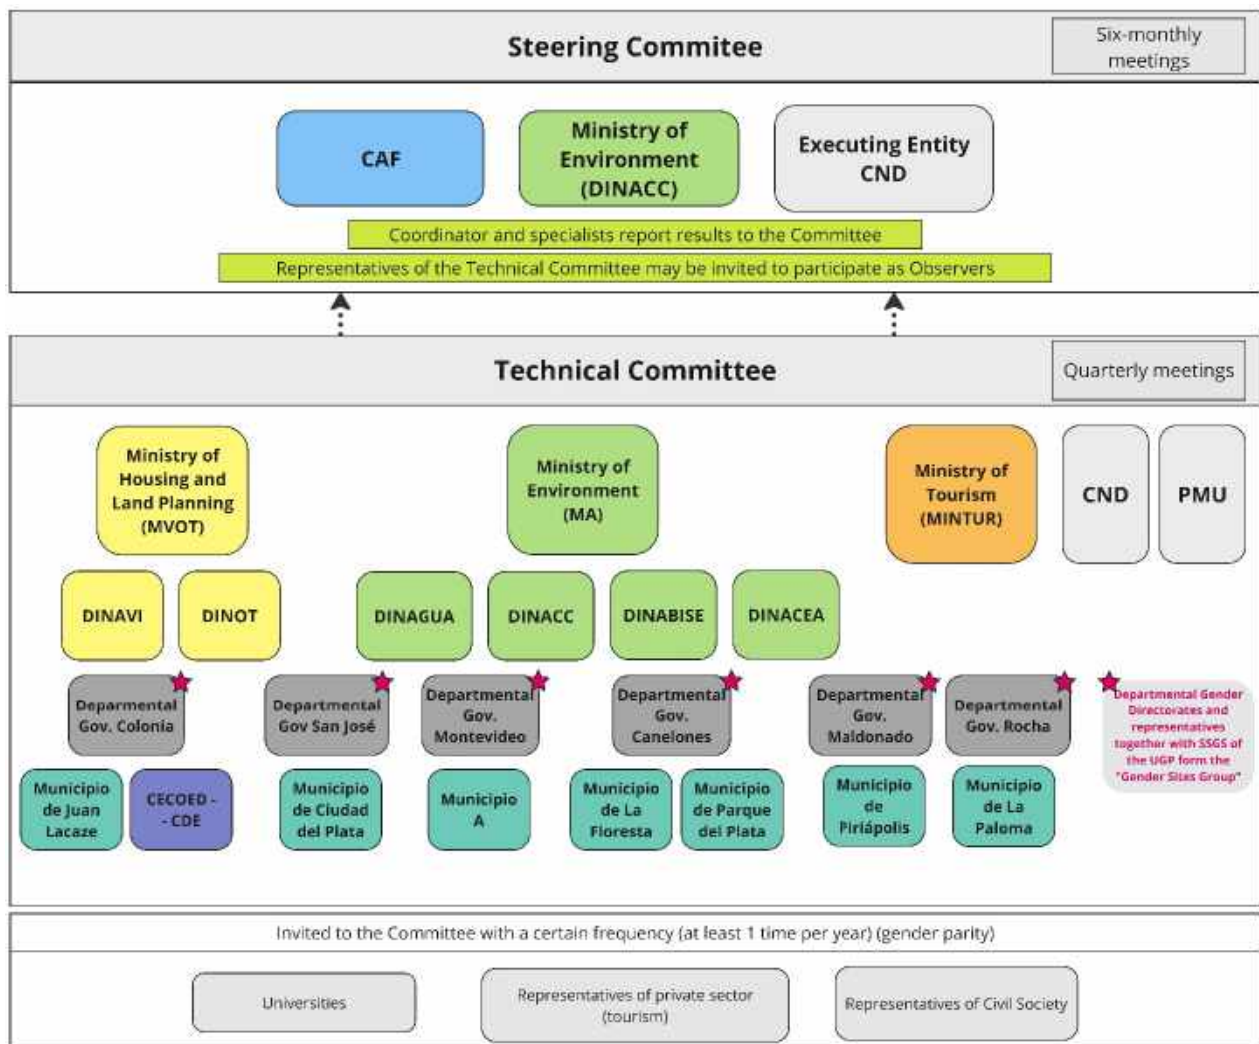 Steering Commitee
Six-monthly
meetings
CAF
Ministry of
Environment
(DINACC)
Executing Entity
CND
Coordinator and specialists report results to the Committee
Representatives of the Technical Committee may be invited to participate as Observers
Technical Committee
Quarterly meetings
Ministry of
Housing and
Land Planning
(MVOT)
Ministry of
Environment
(MA)
Ministry of
Tourism
(MINTUR)
CND
PMU
DINAVI
DINOT
DINAGUA
DINACC
DINABISE
DINACEA
Deparmental
Gov. Colonia
Departmental
Gov San José
Departmental
Gov.
Montevideo
Departmental
Gov.
Canelones
Departmental
Gov.
Maldonado
Departmental
Gov. Rocha
Departmental Gender
Directorates and
representatives
together with SSGS of
the UGP form the
"Gender Sites Group"
Municipio
de Juan
Lacaze
CECOED -
- CDE
Municipio
de Ciudad
del Plata
Municipio
A
Municipio
de La
Floresta
Municipio
de Parque
del Plata
Municipio
de
Piriápolis
Municipio
de La
Paloma
Invited to the Committee with a certain frequency (at least 1 time per year) (gender parity)
Universities
Representatives of private sector
(tourism)
Representatives of Civil Society